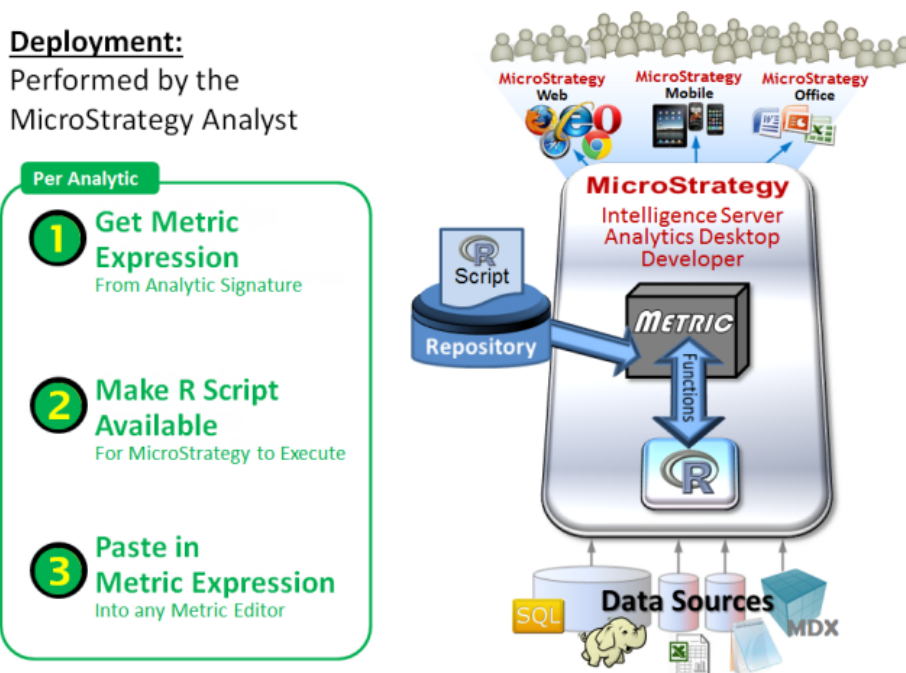 Deployment:
Performed by the
MicroStrategy Analyst
Per Analytic
1
Get Metric
Expression
From Analytic Signature
2
Make R Script
Available
For MicroStrategy to Execute
3
Paste in
Metric Expression
Into any Metric Editor
MicroStrategy
Web
MicroStrategy
Mobile
MicroStrategy
Office
MicroStrategy
Intelligence Server
Analytics Desktop
Developer
R
Script
Repository
METRIC
Functions
R
Data Sources
SQL
MDX